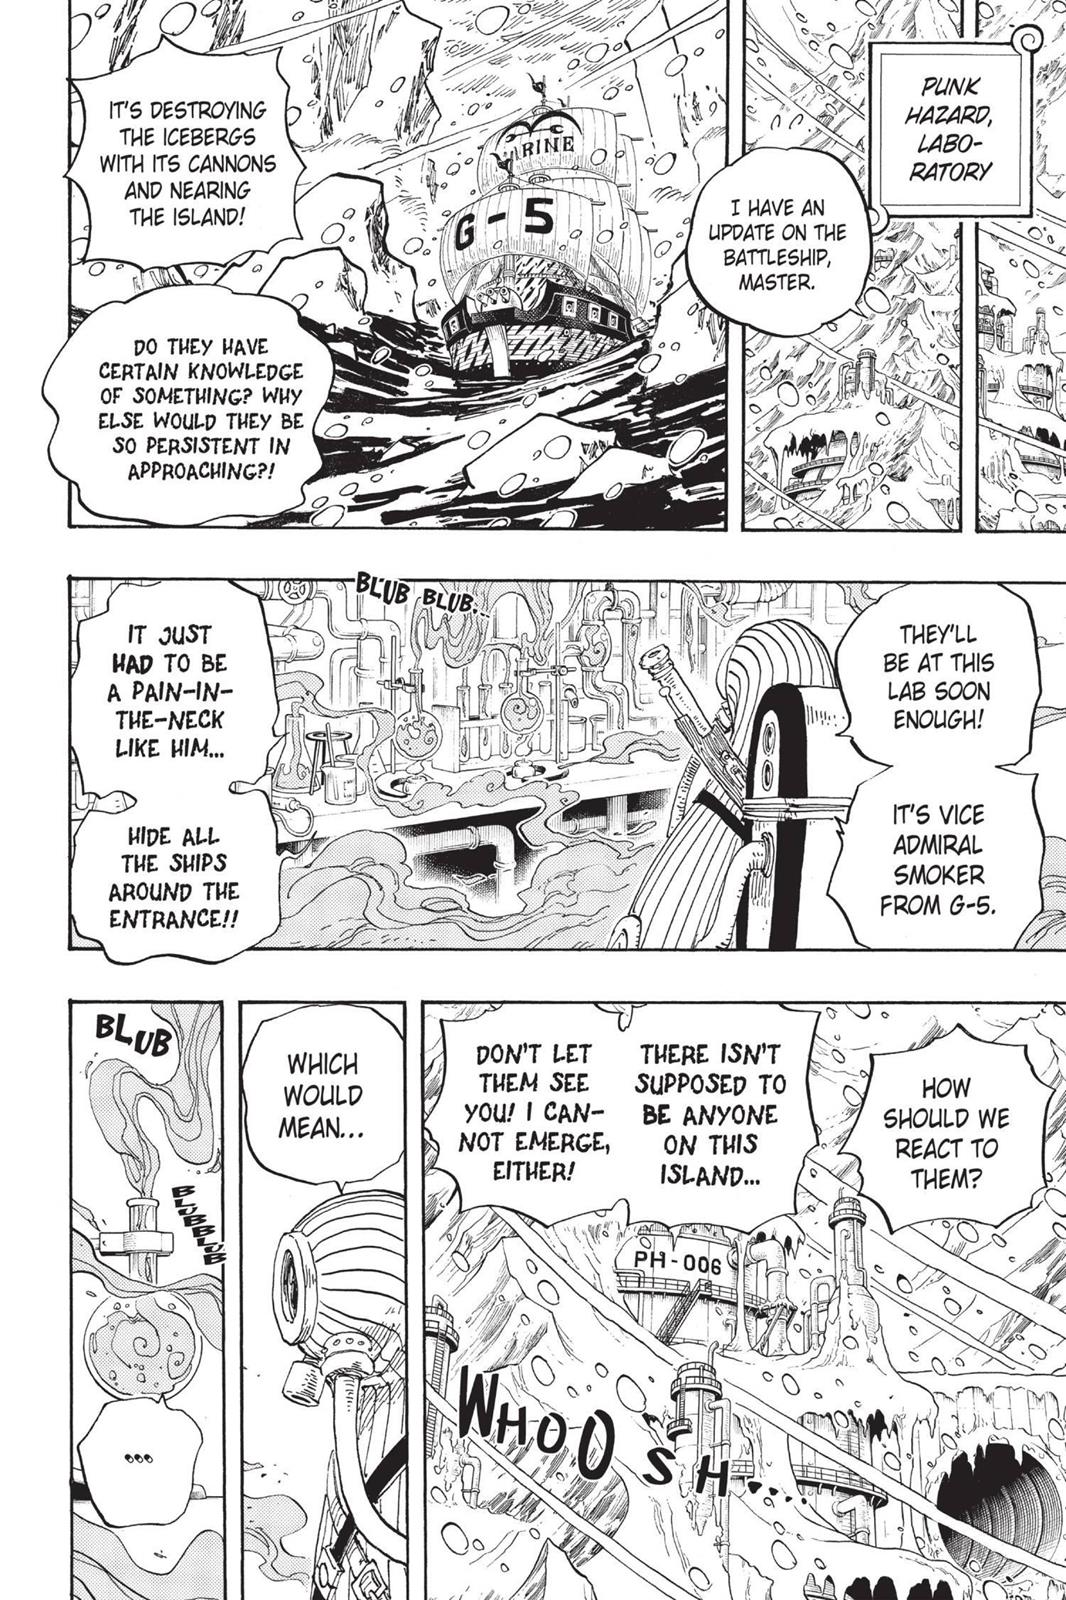 PUNK
HAZARD,
LABO-
RATORY
I HAVE AN
UPDATE ON THE
BATTLESHIP,
MASTER.
MARINE
G-5
IT'S DESTROYING
THE ICEBERGS
WITH ITS CANNONS
AND NEARING
THE ISLAND!
DO THEY HAVE
CERTAIN KNOWLEDGE
OF SOMETHING? WHY
ELSE WOULD THEY BE
SO PERSISTENT IN
APPROACHING?!
THEY'LL
BE AT THIS
LAB SOON
ENOUGH!
IT'S VICE
ADMIRAL
SMOKER
FROM G-5.
BLUB BLUB...
IT JUST
HAD TO BE
A PAIN-IN-
THE-NECK
LIKE HIM...
HIDE ALL
THE SHIPS
AROUND THE
ENTRANCE!!
HOW
SHOULD WE
REACT TO
THEM?
THERE ISN'T
SUPPOSED TO
BE ANYONE
ON THIS
ISLAND...
DON'T LET
THEM SEE
YOU! I CAN-
NOT EMERGE,
EITHER!
PH-006
WHOOSH....
WHICH
WOULD
MEAN...
BLUB
BLUBBLUB
...